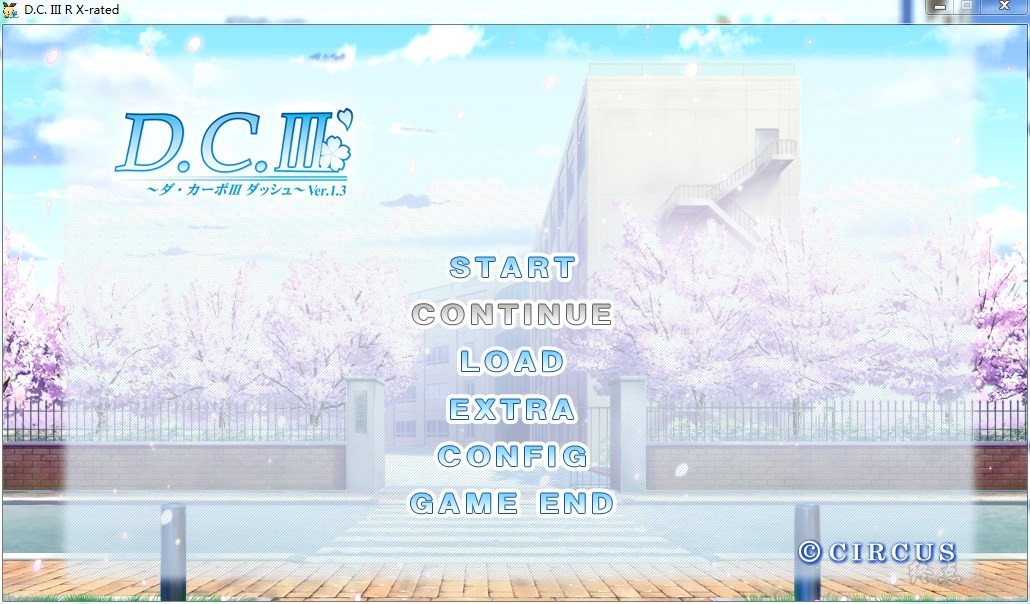 D.C. III R X-rated
D.C.III
～ダ・カーポIII ダッシュ～ Ver.1.3
START
CONTINUE
LOAD
EXTRA
CONFIG
GAME END
©CIRCUS